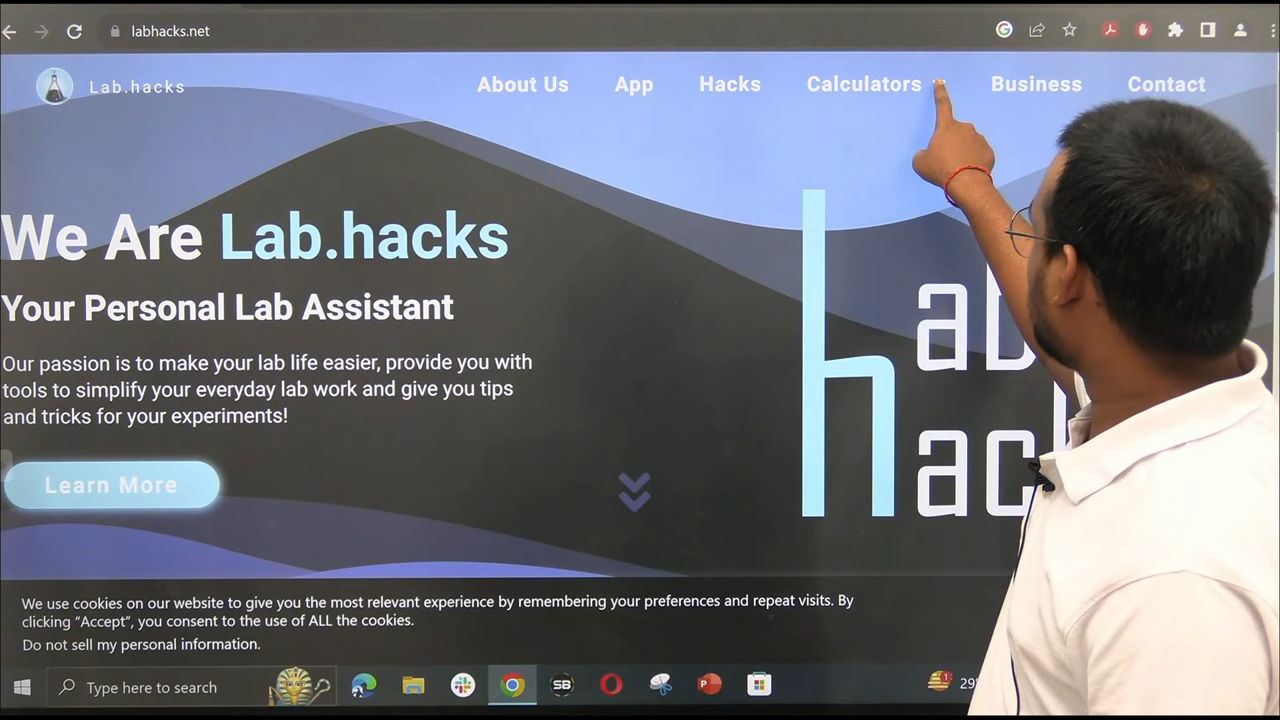 labhacks.net
Lab.hacks
About Us App Hacks Calculators Business Contact
We Are Lab.hacks
Your Personal Lab Assistant
Our passion is to make your lab life easier, provide you with
tools to simplify your everyday lab work and give you tips
and tricks for your experiments!
Learn More
We use cookies on our website to give you the most relevant experience by remembering your preferences and repeat visits. By
clicking “Accept”, you consent to the use of ALL the cookies.
Do not sell my personal information.
Type here to search
SB